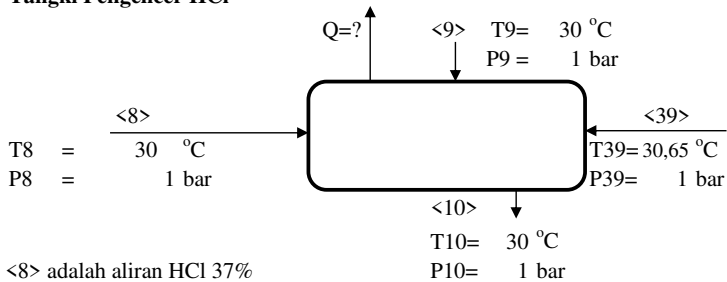 Tangki Pengencer HCl
Q=? <9> T9= 30 °C
P9 = 1 bar
<8> <39>
T8 = 30 °C T39= 30,65 °C
P8 = 1 bar P39= 1 bar
<10>
T10= 30 °C
<8> adalah aliran HCl 37% P10= 1 bar